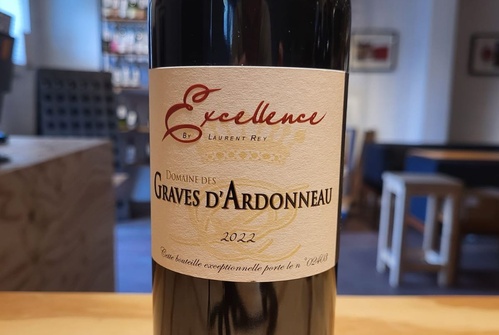 Excellence
BY LAURENT REY
DOMAINE DES
GRAVES D'ARDONNEAU
2022
Cette bouteille exceptionnelle porte le n° 02403